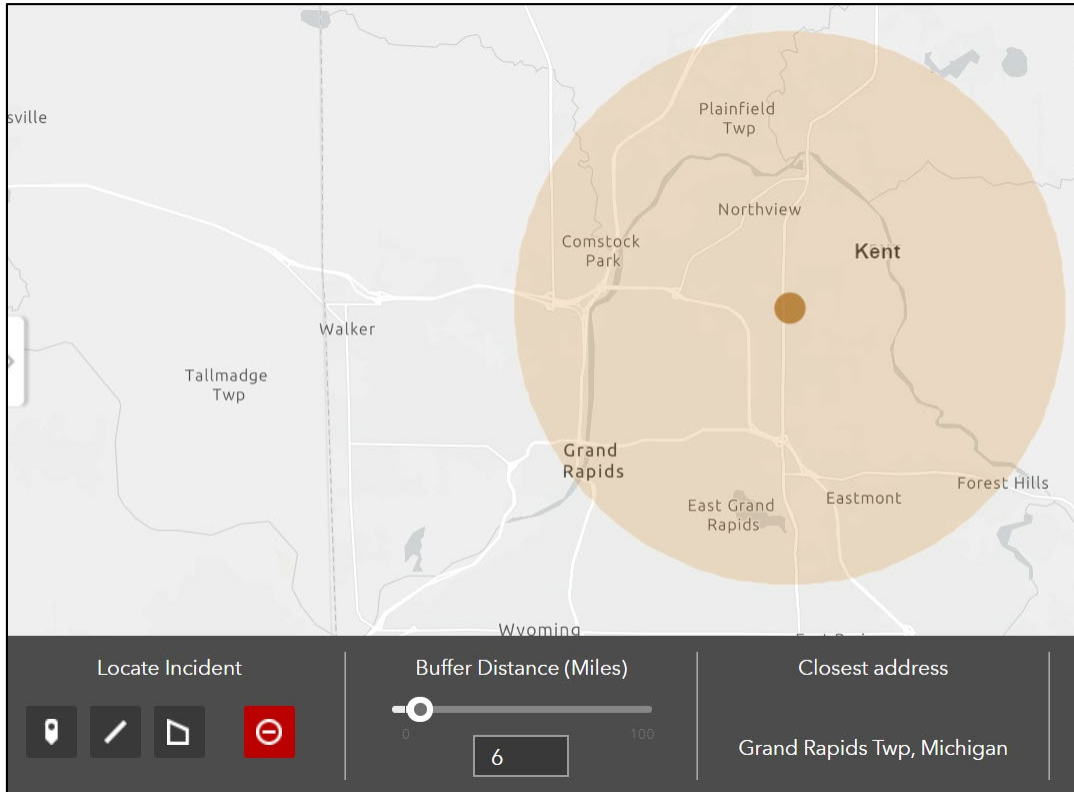 sville
Plainfield
Twp
Northview
Comstock
Park
Kent
Walker
Tallmadge
Twp
Grand
Rapids
Forest Hills
East Grand
Rapids
Eastmont
Wyoming
Locate Incident
Buffer Distance (Miles)
Closest address
0
100
6
Grand Rapids Twp, Michigan